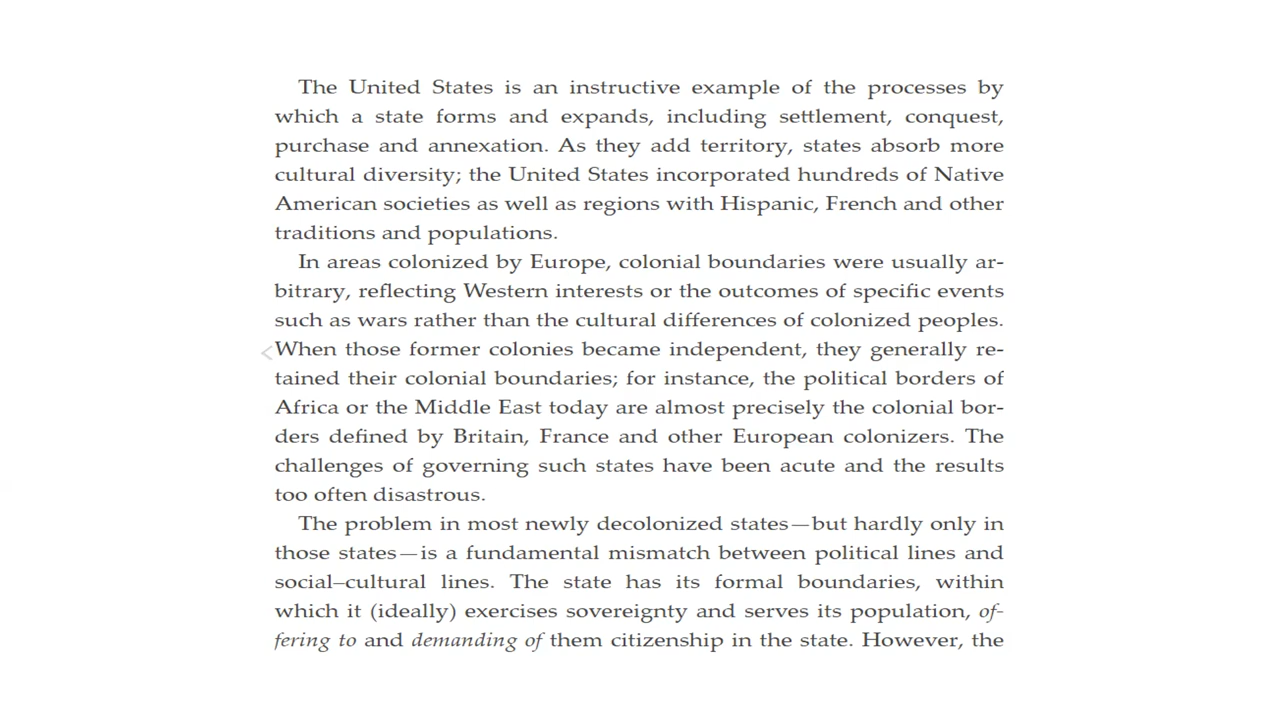 The United States is an instructive example of the processes by
which a state forms and expands, including settlement, conquest,
purchase and annexation. As they add territory, states absorb more
cultural diversity; the United States incorporated hundreds of Native
American societies as well as regions with Hispanic, French and other
traditions and populations.
In areas colonized by Europe, colonial boundaries were usually ar-
bitrary, reflecting Western interests or the outcomes of specific events
such as wars rather than the cultural differences of colonized peoples.
When those former colonies became independent, they generally re-
tained their colonial boundaries; for instance, the political borders of
Africa or the Middle East today are almost precisely the colonial bor-
ders defined by Britain, France and other European colonizers. The
challenges of governing such states have been acute and the results
too often disastrous.
The problem in most newly decolonized states—but hardly only in
those states—is a fundamental mismatch between political lines and
social–cultural lines. The state has its formal boundaries, within
which it (ideally) exercises sovereignty and serves its population, of-
fering to and demanding of them citizenship in the state. However, the